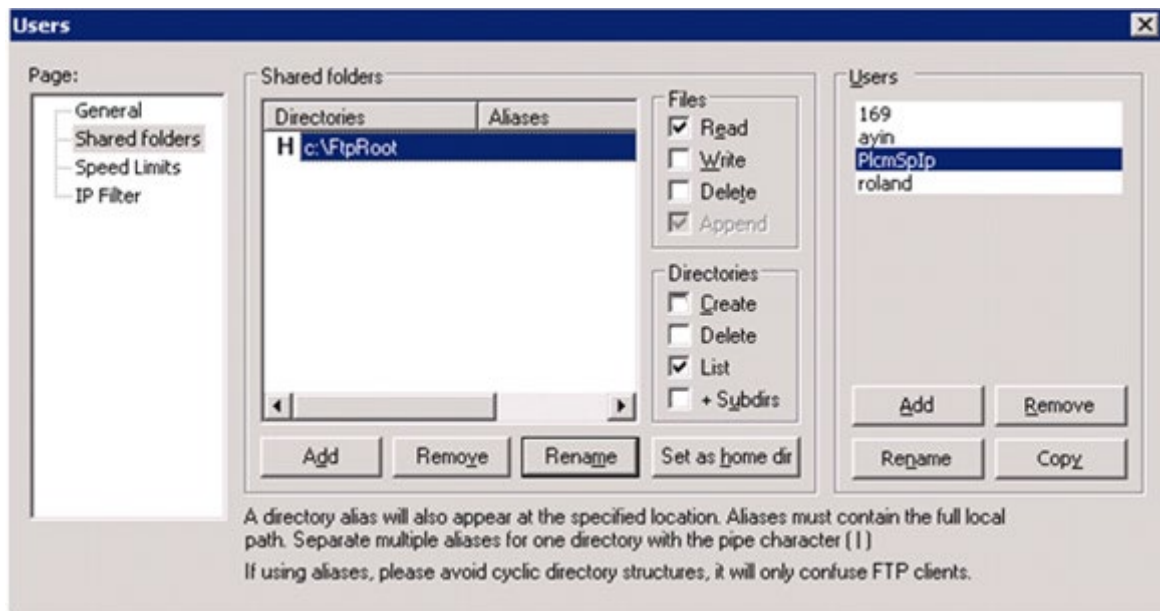 Users
Page:
General
Shared folders
Speed Limits
IP Filter
Shared folders
Directories Aliases
H c:\FtpRoot
Add Remove Rename Set as home dir
Files
Read
Write
Delete
Append
Directories
Create
Delete
List
+ Subdirs
Users
169
ayin
PlcmSpIp
roland
Add Remove
Rename Copy
A directory alias will also appear at the specified location. Aliases must contain the full local
path. Separate multiple aliases for one directory with the pipe character ( | )
If using aliases, please avoid cyclic directory structures, it will only confuse FTP clients.